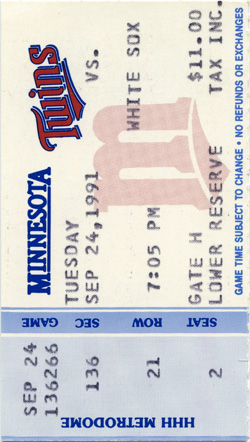 MINNESOTA
Twins
TUESDAY VS.
SEP 24,1991
7:05 PM WHITE SOX
GATE H $11.00
LOWER RESERVE TAX INC.
GAME TIME SUBJECT TO CHANGE • NO REFUNDS OR EXCHANGES
GAME SEC ROW SEAT
SEP 24
136266 136 21 2
HHH METRODOME